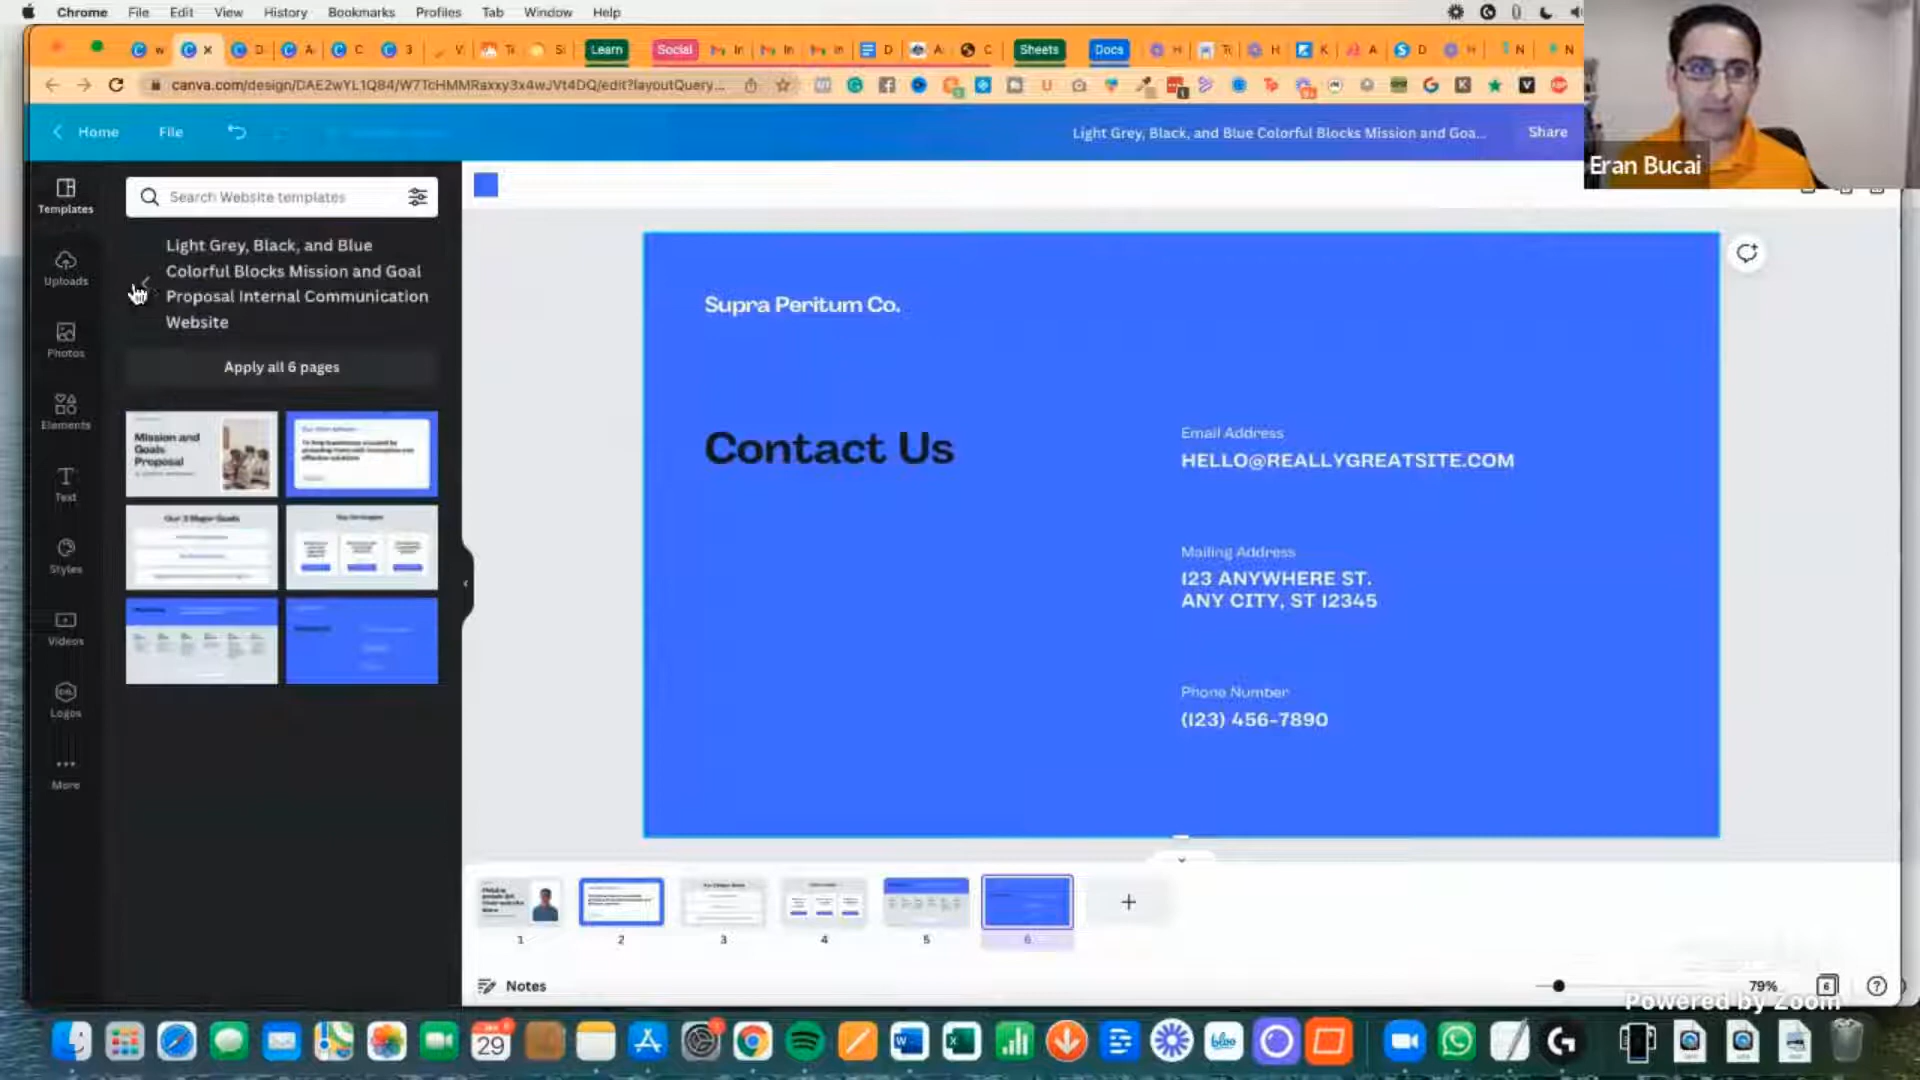 Chrome File Edit View History Bookmarks Profiles Tab Window Help
Learn Social Sheets Docs
canva.com/design/DAE2wYL1Q84/W7TcHMMRaxxy3x4wJVt4DQ/edit?layoutQuery...
Home File Light Grey, Black, and Blue Colorful Blocks Mission and Goa... Share
Eran Bucai
Templates
Uploads
Photos
Elements
Text
Styles
Videos
Logos
More
Search Website templates
Light Grey, Black, and Blue
Colorful Blocks Mission and Goal
Proposal Internal Communication
Website
Apply all 6 pages
Mission and
Goals
Proposal
Our 3 Major Goals
Supra Peritum Co.
Contact Us
Email Address
HELLO@REALLYGREATSITE.COM
Mailing Address
123 ANYWHERE ST.
ANY CITY, ST 12345
Phone Number
(123) 456-7890
1 2 3 4 5 6
Notes
79%
6
Powered by Zoom
29